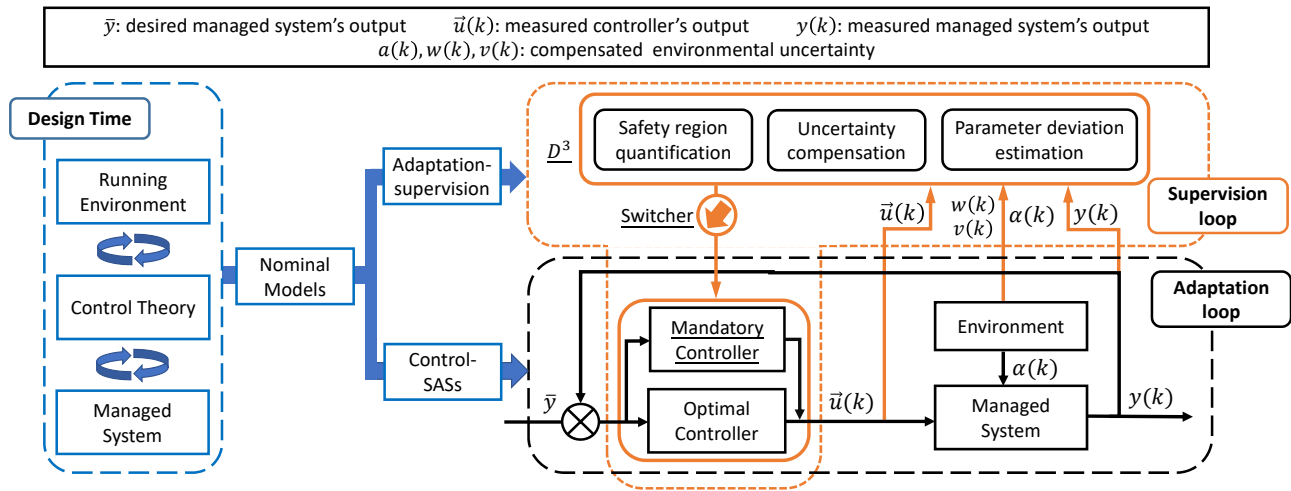 ȳ: desired managed system's output u⃗(k): measured controller's output y(k): measured managed system's output
a(k), w(k), v(k): compensated environmental uncertainty
Design Time
Running
Environment
Control Theory
Managed
System
Nominal
Models
Adaptation-
supervision
Control-
SASs
D³
Safety region
quantification
Uncertainty
compensation
Parameter deviation
estimation
Supervision
loop
Switcher
u⃗(k)
w(k)
v(k)
α(k)
y(k)
Adaptation
loop
Mandatory
Controller
Optimal
Controller
Environment
α(k)
Managed
System
ȳ
u⃗(k)
y(k)